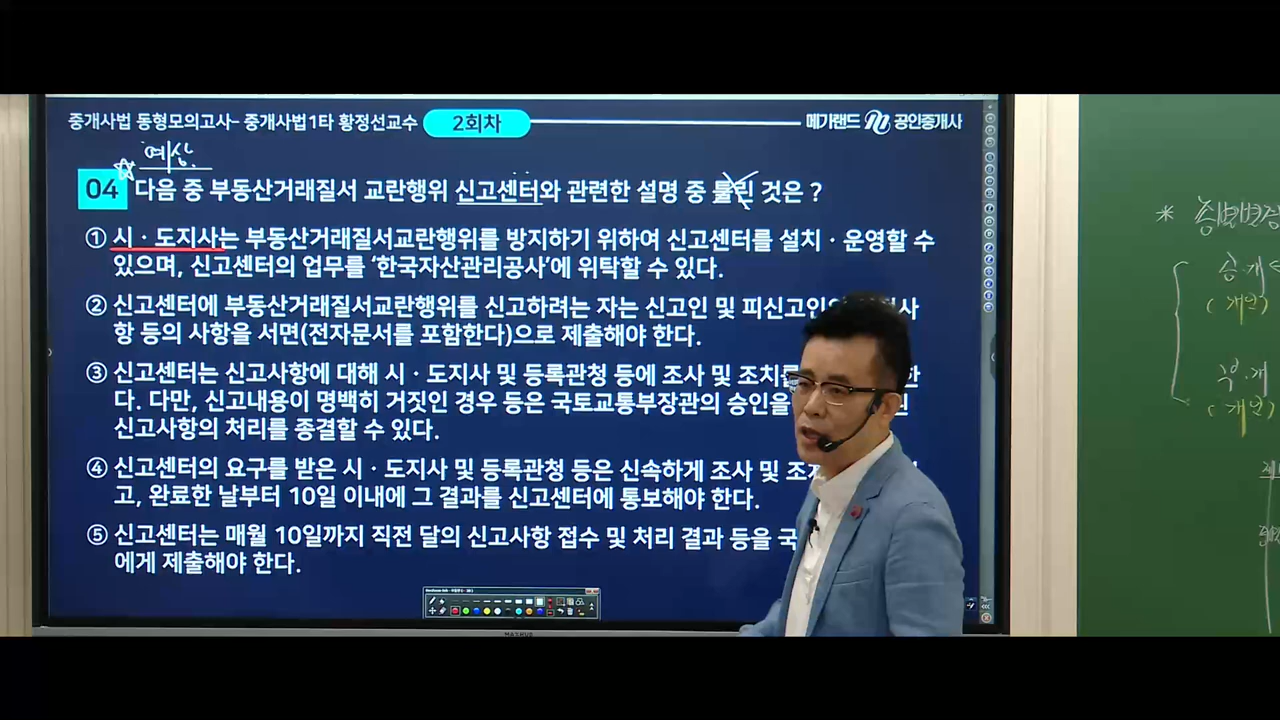 중개사법 동형모의고사- 중개사법1타 황정선교수 2회차 메가랜드 공인중개사
☆ 예상
04 다음 중 부동산거래질서 교란행위 신고센터와 관련한 설명 중 틀린 것은 ?
① 시ㆍ도지사는 부동산거래질서교란행위를 방지하기 위하여 신고센터를 설치ㆍ운영할 수
있으며, 신고센터의 업무를 ‘한국자산관리공사’에 위탁할 수 있다.
② 신고센터에 부동산거래질서교란행위를 신고하려는 자는 신고인 및 피신고인
항 등의 사항을 서면(전자문서를 포함한다)으로 제출해야 한다.
③ 신고센터는 신고사항에 대해 시ㆍ도지사 및 등록관청 등에 조사 및 조치를 한
다. 다만, 신고내용이 명백히 거짓인 경우 등은 국토교통부장관의 승인을
신고사항의 처리를 종결할 수 있다.
④ 신고센터의 요구를 받은 시ㆍ도지사 및 등록관청 등은 신속하게 조사 및
고, 완료한 날부터 10일 이내에 그 결과를 신고센터에 통보해야 한다.
⑤ 신고센터는 매월 10일까지 직전 달의 신고사항 접수 및 처리 결과 등을 국
에게 제출해야 한다.
MAXHUB
(개년)
(개년)